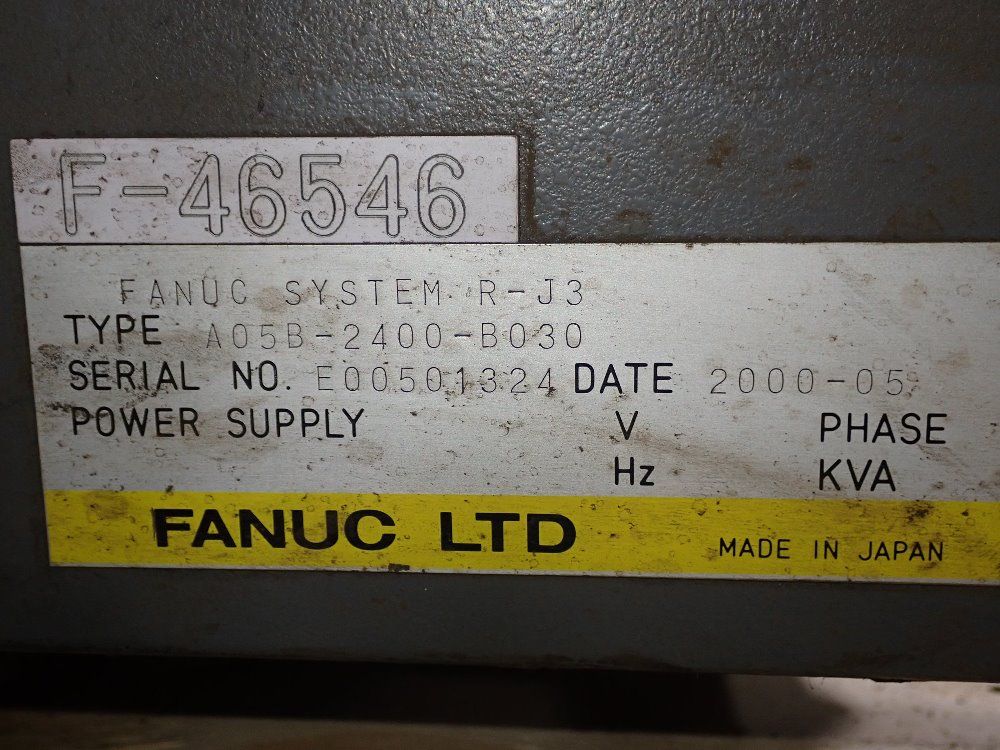 F-46546
FANUC SYSTEM R-J3
TYPE A05B-2400-B030
SERIAL NO. E00501324 DATE 2000-05
POWER SUPPLY V PHASE
Hz KVA
FANUC LTD MADE IN JAPAN